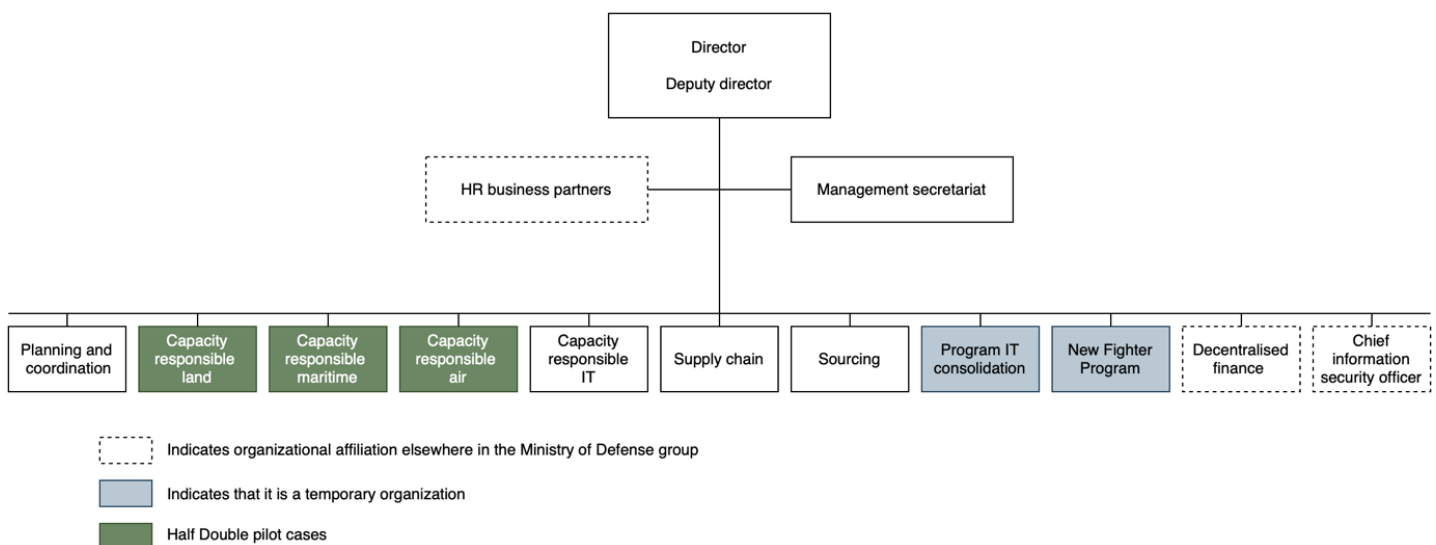 Director
Deputy director
HR business partners
Management secretariat
Planning and
coordination
Capacity
responsible
land
Capacity
responsible
maritime
Capacity
responsible
air
Capacity
responsible
IT
Supply chain
Sourcing
Program IT
consolidation
New Fighter
Program
Decentralised
finance
Chief
information
security officer
Indicates organizational affiliation elsewhere in the Ministry of Defense group
Indicates that it is a temporary organization
Half Double pilot cases